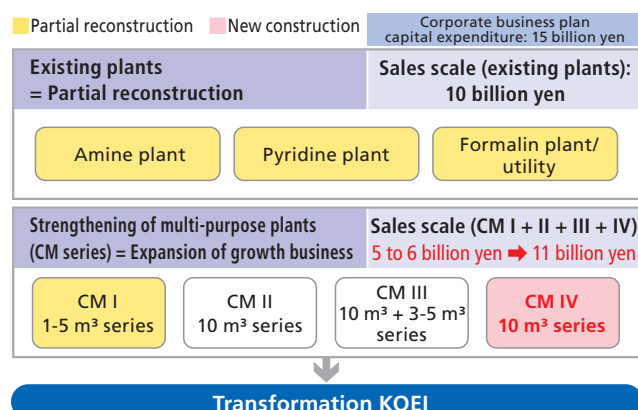 Partial reconstruction New construction
Corporate business plan
capital expenditure: 15 billion yen
Existing plants
= Partial reconstruction
Sales scale (existing plants):
10 billion yen
Amine plant
Pyridine plant
Formalin plant/
utility
Strengthening of multi-purpose plants
(CM series) = Expansion of growth business
Sales scale (CM I + II + III + IV)
5 to 6 billion yen ➡ 11 billion yen
CM I
1-5 m³ series
CM II
10 m³ series
CM III
10 m³ + 3-5 m³
series
CM IV
10 m³ series
Transformation KOEI